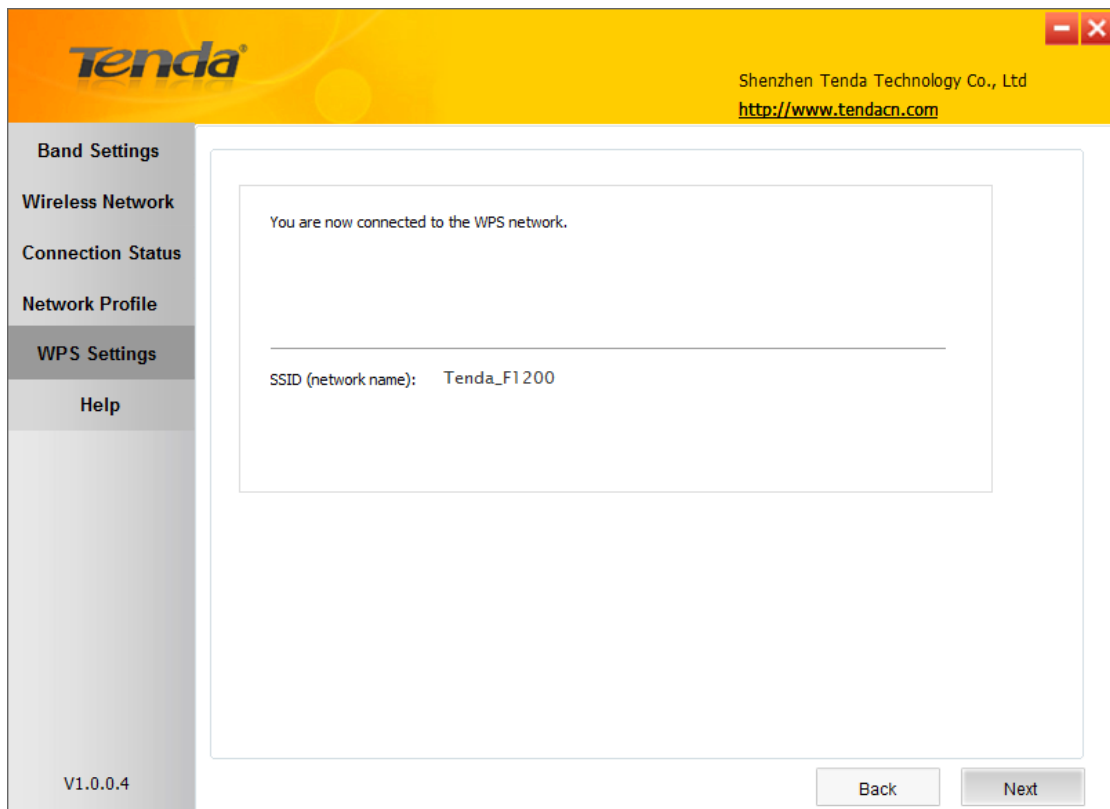 Tenda®
Shenzhen Tenda Technology Co., Ltd
http://www.tendacn.com
Band Settings
Wireless Network
Connection Status
Network Profile
WPS Settings
Help
V1.0.0.4
You are now connected to the WPS network.
SSID (network name): Tenda_F1200
Back
Next